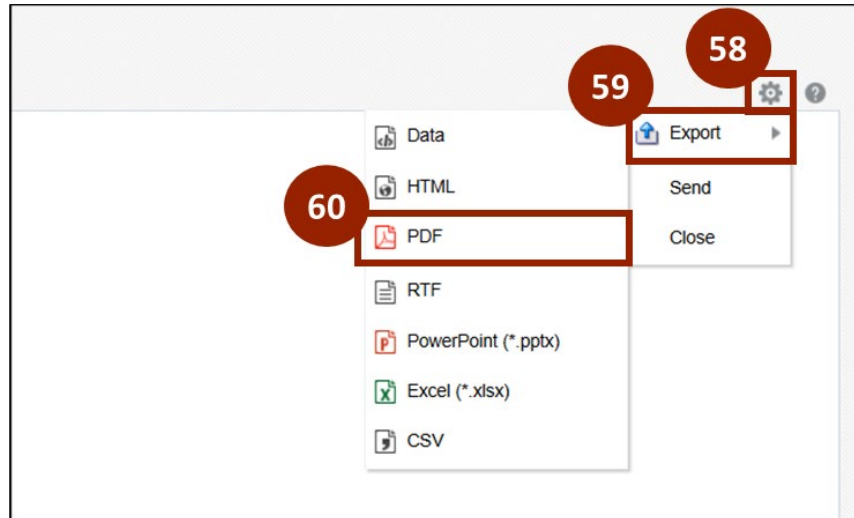 58
59
Export
Send
Close
60
Data
HTML
PDF
RTF
PowerPoint (*.pptx)
Excel (*.xlsx)
CSV